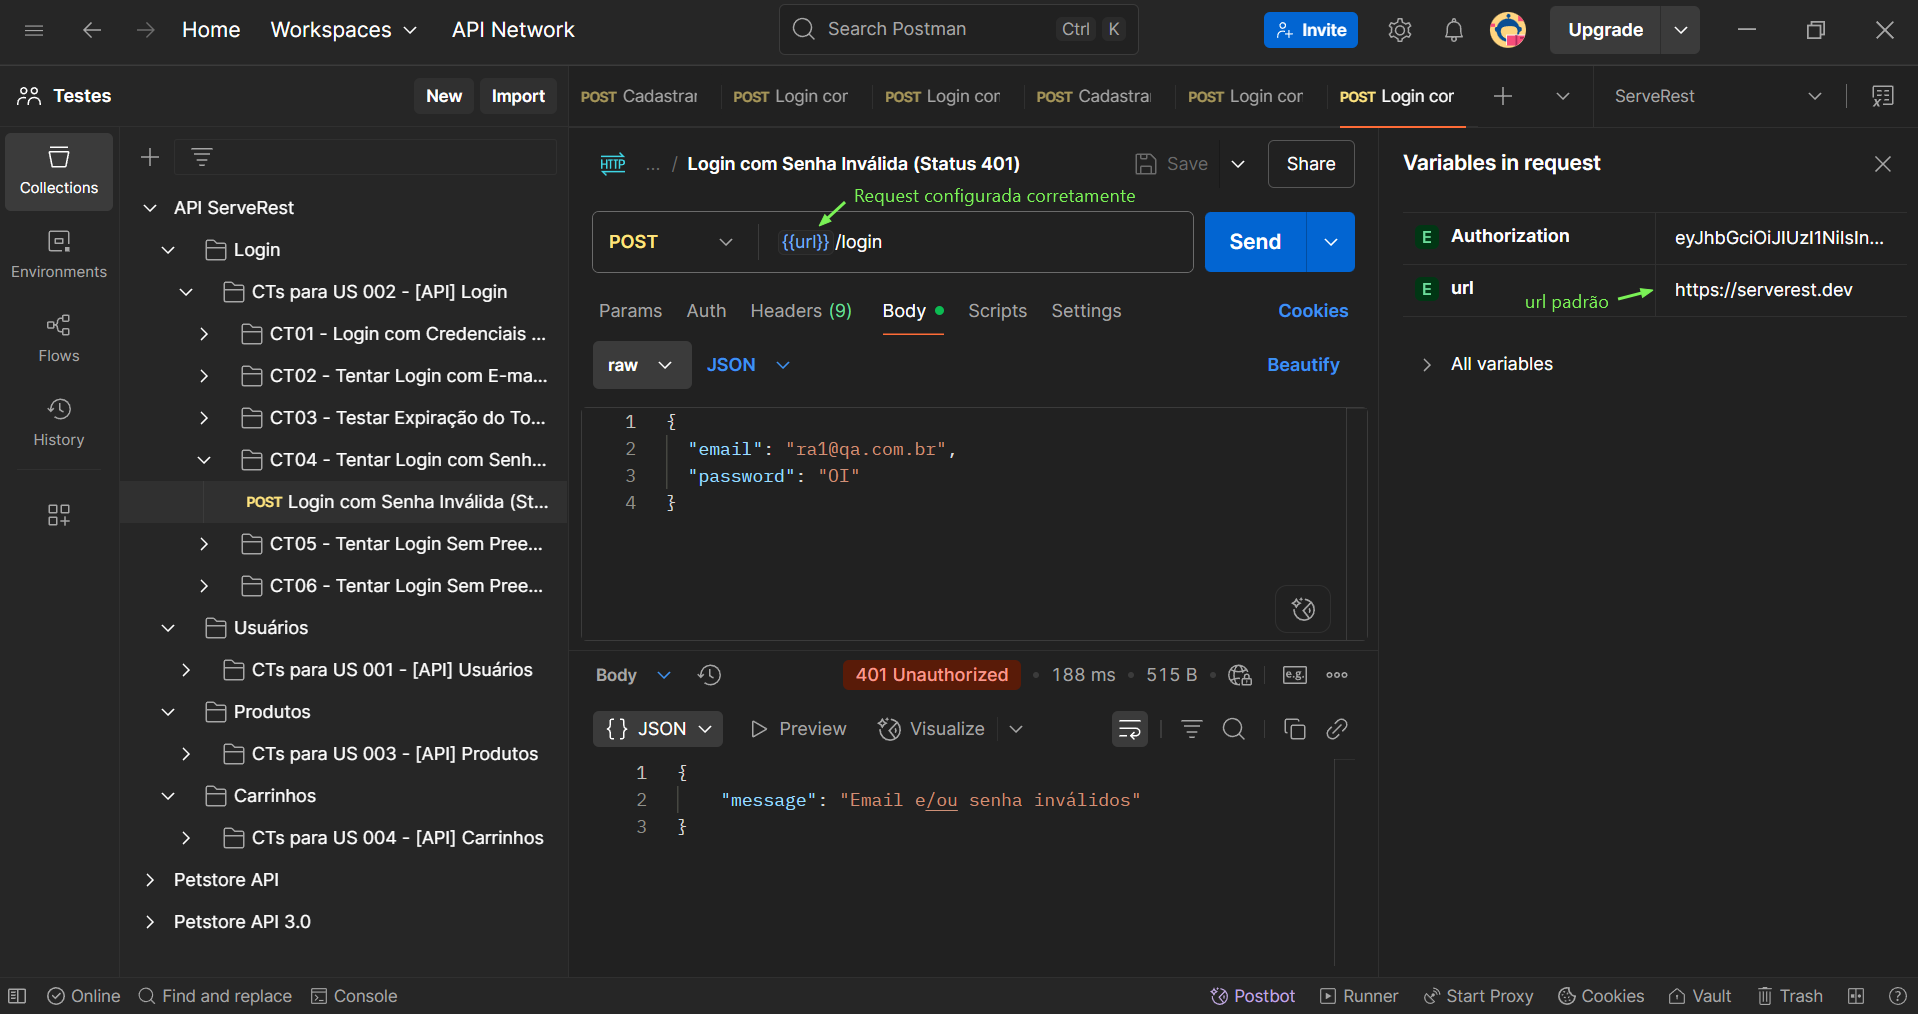 Home Workspaces API Network Search Postman Ctrl K Invite Upgrade
Testes New Import
POST Cadastrar POST Login cor POST Login cor POST Cadastra POST Login cor POST Login cor ServeRest
Collections
Environments
Flows
History
API ServeRest
Login
CTs para US 002 - [API] Login
CT01 - Login com Credenciais ...
CT02 - Tentar Login com E-ma...
CT03 - Testar Expiração do To...
CT04 - Tentar Login com Senh...
POST Login com Senha Inválida (St...
CT05 - Tentar Login Sem Pree...
CT06 - Tentar Login Sem Pree...
Usuários
CTs para US 001 - [API] Usuários
Produtos
CTs para US 003 - [API] Produtos
Carrinhos
CTs para US 004 - [API] Carrinhos
Petstore API
Petstore API 3.0
HTTP ... / Login com Senha Inválida (Status 401) Save Share
Request configurada corretamente
POST {{url}} /login Send
Params Auth Headers (9) Body Scripts Settings Cookies
raw JSON Beautify
1 {
2 "email": "ra1@qa.com.br",
3 "password": "OI"
4 }
Body 401 Unauthorized 188 ms 515 B e.g.
{} JSON Preview Visualize
1 {
2 "message": "Email e/ou senha inválidos"
3 }
Variables in request
E Authorization eyJhbGciOiJIUzI1NiIsIn...
E url https://serverest.dev
url padrão
All variables
Online Find and replace Console Postbot Runner Start Proxy Cookies Vault Trash